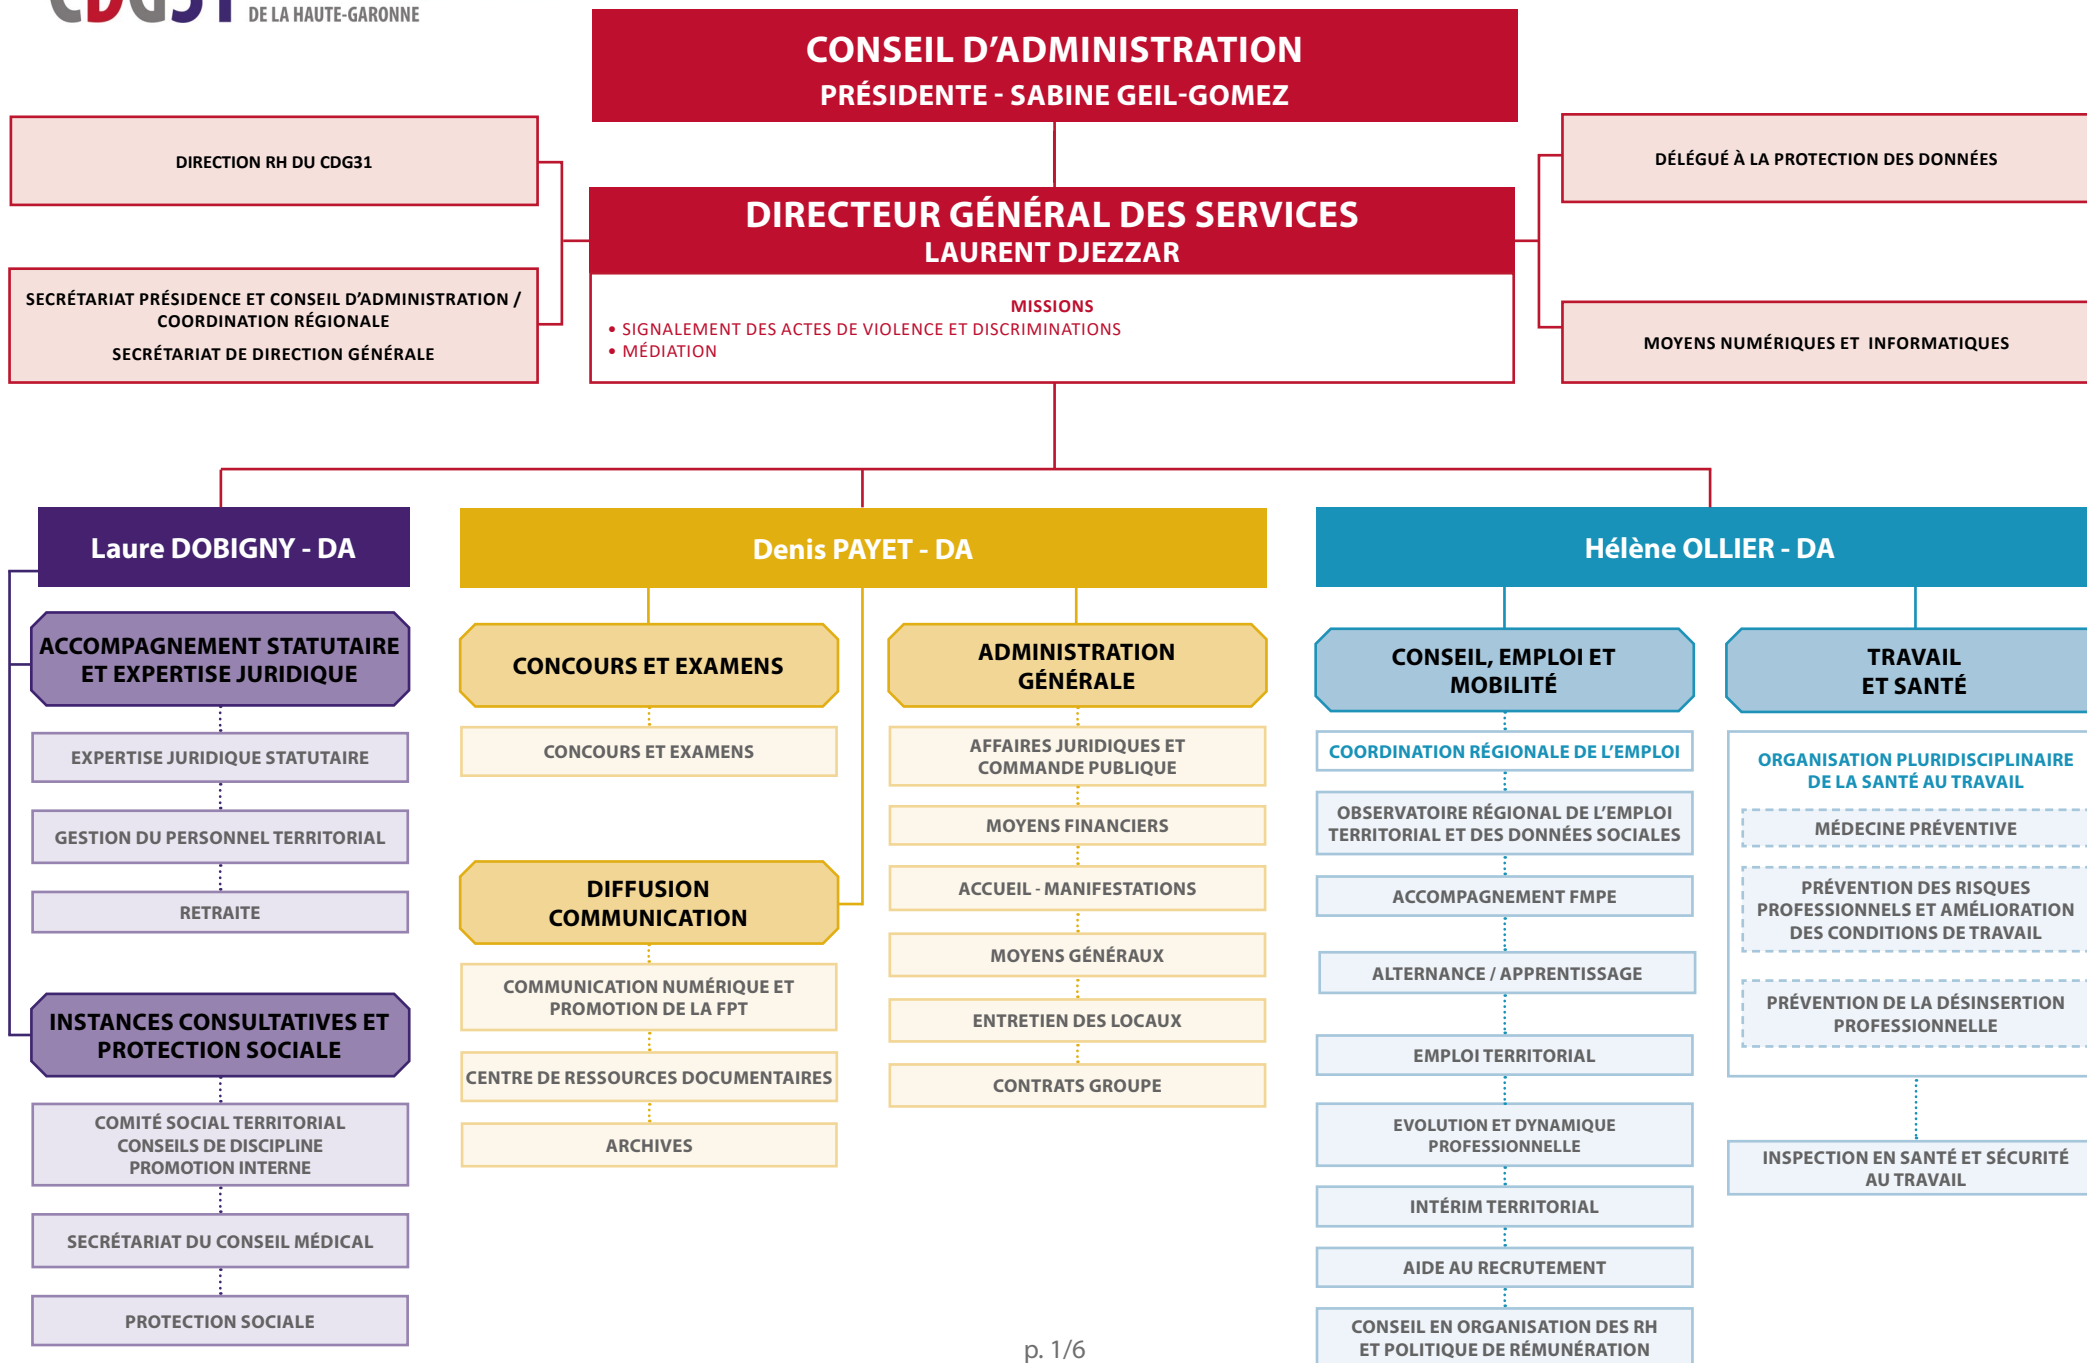 CDG31
DE LA HAUTE-GARONNE
CONSEIL D’ADMINISTRATION
PRÉSIDENTE - SABINE GEIL-GOMEZ
DIRECTION RH DU CDG31
DÉLÉGUÉ À LA PROTECTION DES DONNÉES
DIRECTEUR GÉNÉRAL DES SERVICES
LAURENT DJEZZAR
SECRÉTARIAT PRÉSIDENCE ET CONSEIL D’ADMINISTRATION /
COORDINATION RÉGIONALE
SECRÉTARIAT DE DIRECTION GÉNÉRALE
MISSIONS
• SIGNALEMENT DES ACTES DE VIOLENCE ET DISCRIMINATIONS
• MÉDIATION
MOYENS NUMÉRIQUES ET INFORMATIQUES
Laure DOBIGNY - DA
ACCOMPAGNEMENT STATUTAIRE
ET EXPERTISE JURIDIQUE
EXPERTISE JURIDIQUE STATUTAIRE
GESTION DU PERSONNEL TERRITORIAL
RETRAITE
INSTANCES CONSULTATIVES ET
PROTECTION SOCIALE
COMITÉ SOCIAL TERRITORIAL
CONSEILS DE DISCIPLINE
PROMOTION INTERNE
SECRÉTARIAT DU CONSEIL MÉDICAL
PROTECTION SOCIALE
Denis PAYET - DA
CONCOURS ET EXAMENS
CONCOURS ET EXAMENS
DIFFUSION
COMMUNICATION
COMMUNICATION NUMÉRIQUE ET
PROMOTION DE LA FPT
CENTRE DE RESSOURCES DOCUMENTAIRES
ARCHIVES
ADMINISTRATION
GÉNÉRALE
AFFAIRES JURIDIQUES ET
COMMANDE PUBLIQUE
MOYENS FINANCIERS
ACCUEIL - MANIFESTATIONS
MOYENS GÉNÉRAUX
ENTRETIEN DES LOCAUX
CONTRATS GROUPE
Hélène OLLIER - DA
CONSEIL, EMPLOI ET
MOBILITÉ
COORDINATION RÉGIONALE DE L’EMPLOI
OBSERVATOIRE RÉGIONAL DE L’EMPLOI
TERRITORIAL ET DES DONNÉES SOCIALES
ACCOMPAGNEMENT FMPE
ALTERNANCE / APPRENTISSAGE
EMPLOI TERRITORIAL
EVOLUTION ET DYNAMIQUE
PROFESSIONNELLE
INTÉRIM TERRITORIAL
AIDE AU RECRUTEMENT
CONSEIL EN ORGANISATION DES RH
ET POLITIQUE DE RÉMUNÉRATION
TRAVAIL
ET SANTÉ
ORGANISATION PLURIDISCIPLINAIRE
DE LA SANTÉ AU TRAVAIL
MÉDECINE PRÉVENTIVE
PRÉVENTION DES RISQUES
PROFESSIONNELS ET AMÉLIORATION
DES CONDITIONS DE TRAVAIL
PRÉVENTION DE LA DÉSINSERTION
PROFESSIONNELLE
INSPECTION EN SANTÉ ET SÉCURITÉ
AU TRAVAIL
p. 1/6